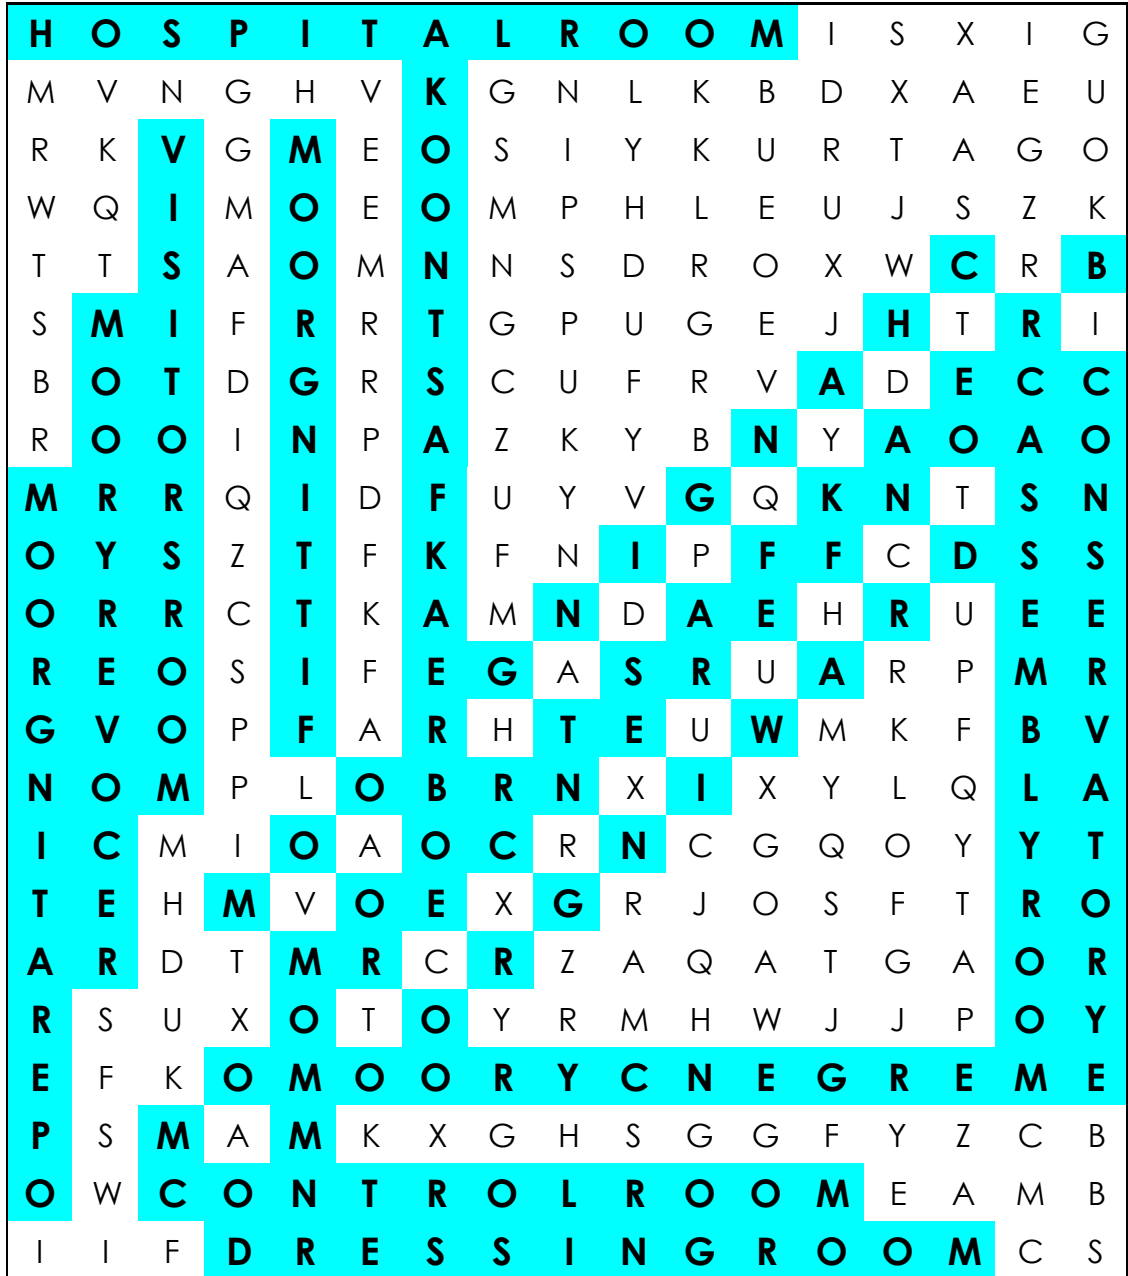 H O S P I T A L R O O M I S X I G
M V N G H V K G N L K B D X A E U
R K V G M E O S I Y K U R T A G O
W Q I M O E O M P H L E U J S Z K
T T S A O M N N S D R O X W C R B
S M I F R R T G P U G E J H T R I
B O T D G R S C U F R V A D E C C
R O O I N P A Z K Y B N Y A O A O
M R R Q I D F U Y V G Q K N T S N
O Y S Z T F K F N I P F F C D S S
O R R C T K A M N D A E H R U E E
R E O S I F E G A S R U A R P M R
G V O P F A R H T E U W M K F B V
N O M P L O B R N X I X Y L Q L A
I C M I O A O C R N C G Q O Y Y T
T E H M V O E X G R J O S F T R O
A R D T M R C R Z A Q A T G A O R
R S U X O T O Y R M H W J J P O Y
E F K O M O O R Y C N E G R E M E
P S M A M K X G H S G G F Y Z C B
O W C O N T R O L R O O M E A M B
I I F D R E S S I N G R O O M C S